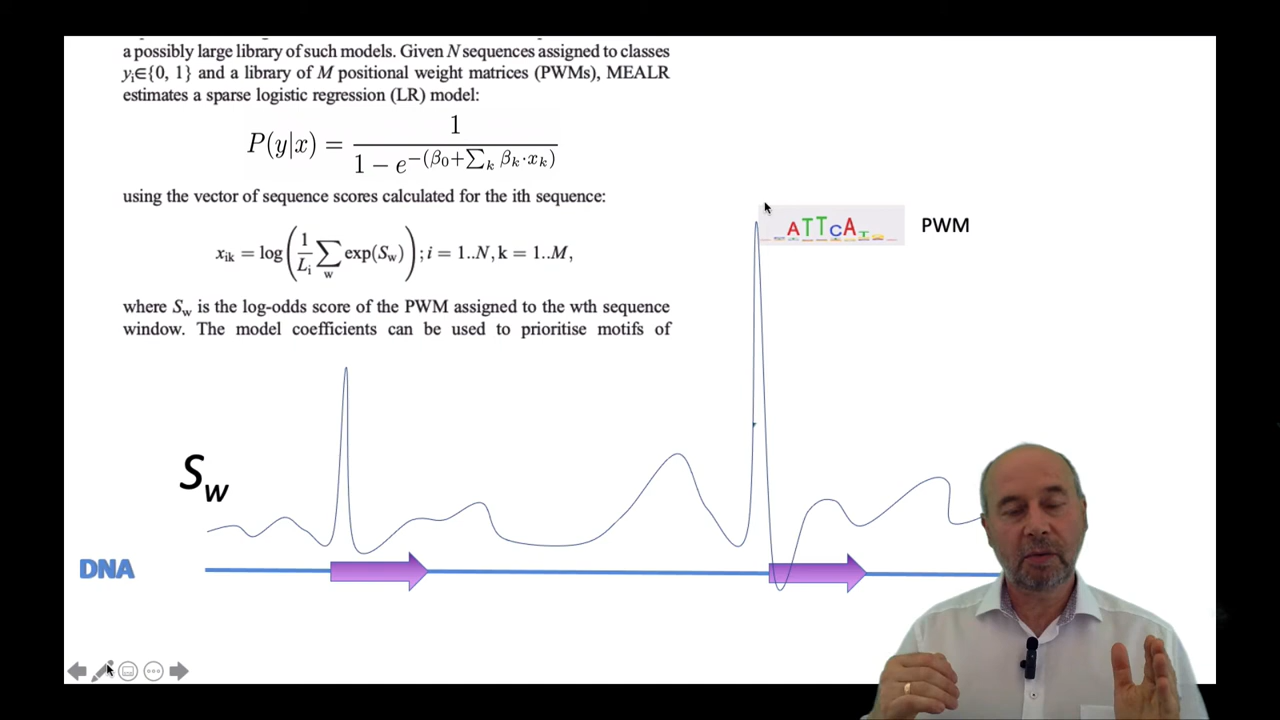 a possibly large library of such models. Given N sequences assigned to classes
yᵢ∈{0, 1} and a library of M positional weight matrices (PWMs), MEALR
estimates a sparse logistic regression (LR) model:
P(y|x) = 1 / (1 − e^−(β₀+∑ₖ βₖ·xₖ))
using the vector of sequence scores calculated for the ith sequence:
xᵢₖ = log(1/Lᵢ ∑w exp(Sw)); i = 1..N, k = 1..M,
where Sw is the log-odds score of the PWM assigned to the wth sequence
window. The model coefficients can be used to prioritise motifs of
ATTCAT PWM
Sw
DNA